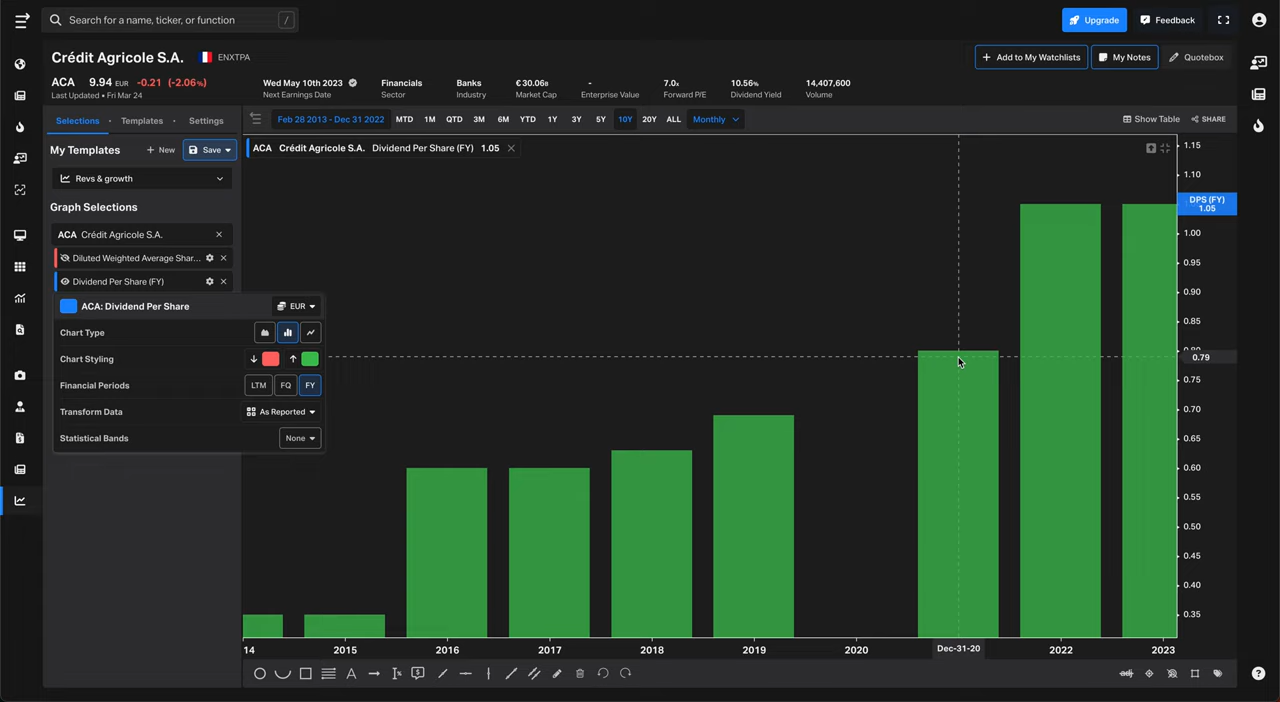 Search for a name, ticker, or function /
Upgrade
Feedback
Crédit Agricole S.A. ENXTPA
Add to My Watchlists
My Notes
Quotebox
ACA 9.94 EUR -0.21 (-2.06%)
Last Updated • Fri Mar 24
Wed May 10th 2023
Next Earnings Date
Financials
Sector
Banks
Industry
€30.06B
Market Cap
-
Enterprise Value
7.0x
Forward P/E
10.56%
Dividend Yield
14,407,600
Volume
Selections • Templates • Settings
Feb 28 2013 - Dec 31 2022 MTD 1M QTD 3M 6M YTD 1Y 3Y 5Y 10Y 20Y ALL Monthly
Show Table SHARE
My Templates + New Save
Revs & growth
Graph Selections
ACA Crédit Agricole S.A.
Diluted Weighted Average Shar...
Dividend Per Share (FY)
ACA: Dividend Per Share EUR
Chart Type
Chart Styling
Financial Periods LTM FQ FY
Transform Data As Reported
Statistical Bands None
ACA Crédit Agricole S.A. Dividend Per Share (FY) 1.05
1.15
1.10
DPS (FY)
1.05
1.00
0.95
0.90
0.85
0.79
0.75
0.70
0.65
0.60
0.55
0.50
0.45
0.40
0.35
14 2015 2016 2017 2018 2019 2020 Dec-31-20 2022 2023